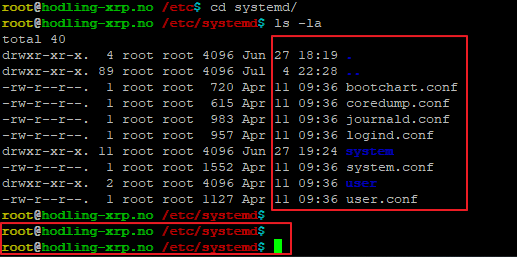 root@hodling-xrp.no /etc$ cd systemd/
root@hodling-xrp.no /etc/systemd$ ls -la
total 40
drwxr-xr-x.  4 root root 4096 Jun 27 18:19 .
drwxr-xr-x. 89 root root 4096 Jul  4 22:28 ..
-rw-r--r--.  1 root root  720 Apr 11 09:36 bootchart.conf
-rw-r--r--.  1 root root  615 Apr 11 09:36 coredump.conf
-rw-r--r--.  1 root root  983 Apr 11 09:36 journald.conf
-rw-r--r--.  1 root root  957 Apr 11 09:36 logind.conf
drwxr-xr-x. 11 root root 4096 Jun 27 19:24 system
-rw-r--r--.  1 root root 1552 Apr 11 09:36 system.conf
drwxr-xr-x.  2 root root 4096 Apr 11 09:36 user
-rw-r--r--.  1 root root 1127 Apr 11 09:36 user.conf
root@hodling-xrp.no /etc/systemd$
root@hodling-xrp.no /etc/systemd$
root@hodling-xrp.no /etc/systemd$